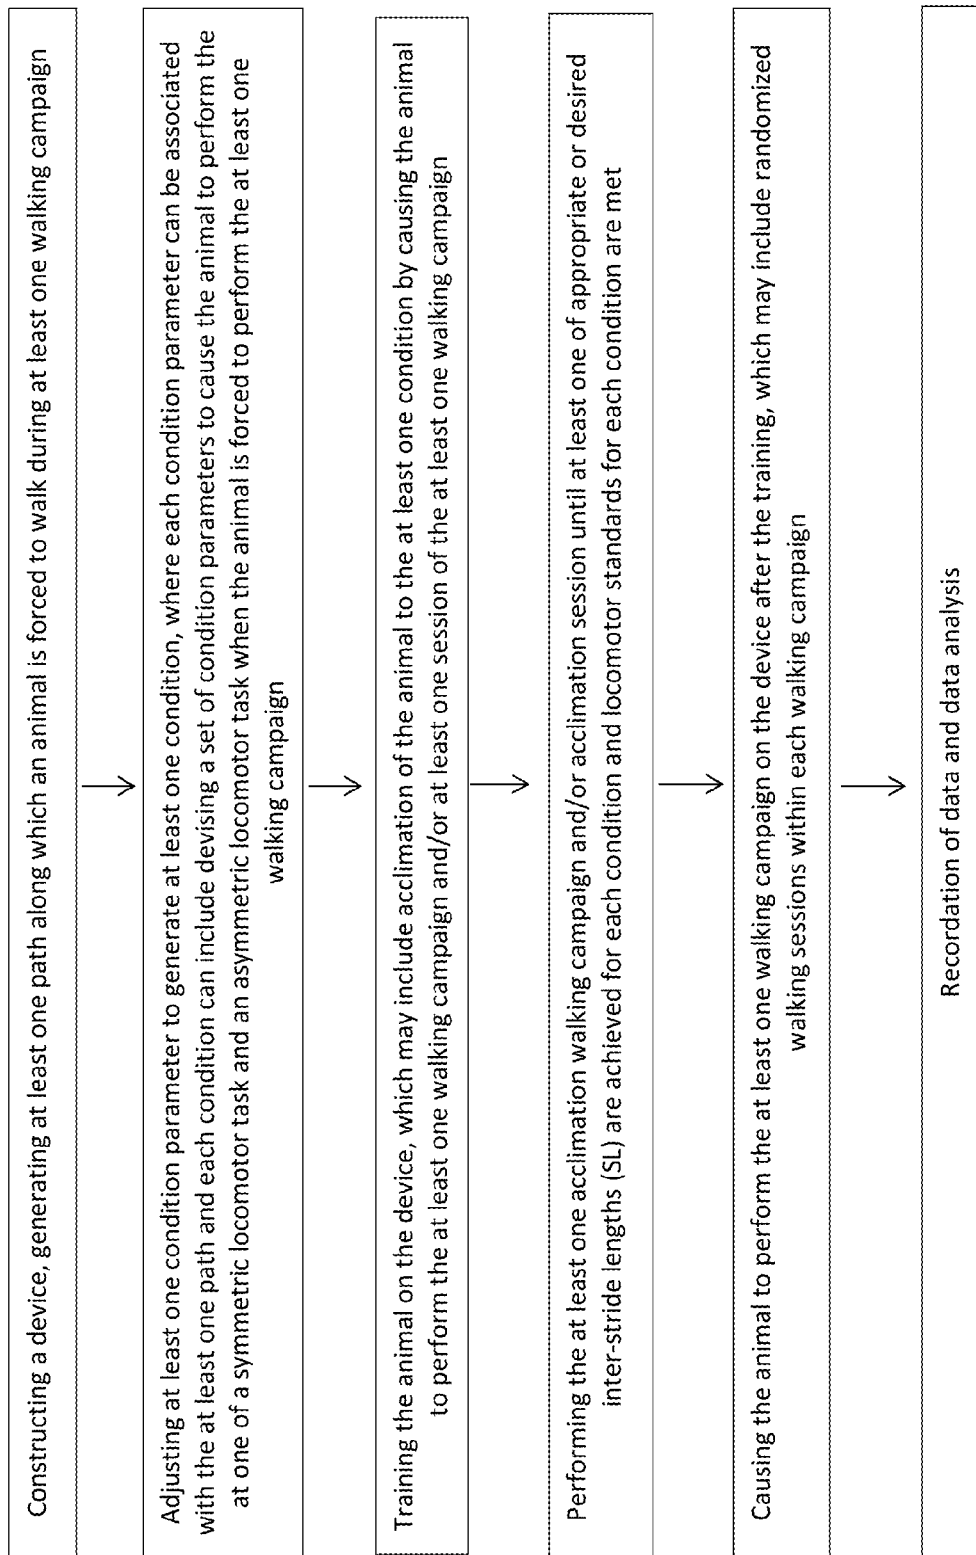 Constructing a device, generating at least one path along which an animal is forced to walk during at least one walking campaign
Adjusting at least one condition parameter to generate at least one condition, where each condition parameter can be associated
with the at least one path and each condition can include devising a set of condition parameters to cause the animal to perform the
at one of a symmetric locomotor task and an asymmetric locomotor task when the animal is forced to perform the at least one
walking campaign
Training the animal on the device, which may include acclimation of the animal to the at least one condition by causing the animal
to perform the at least one walking campaign and/or at least one session of the at least one walking campaign
Performing the at least one acclimation walking campaign and/or acclimation session until at least one of appropriate or desired
inter-stride lengths (SL) are achieved for each condition and locomotor standards for each condition are met
Causing the animal to perform the at least one walking campaign on the device after the training, which may include randomized
walking sessions within each walking campaign
Recordation of data and data analysis